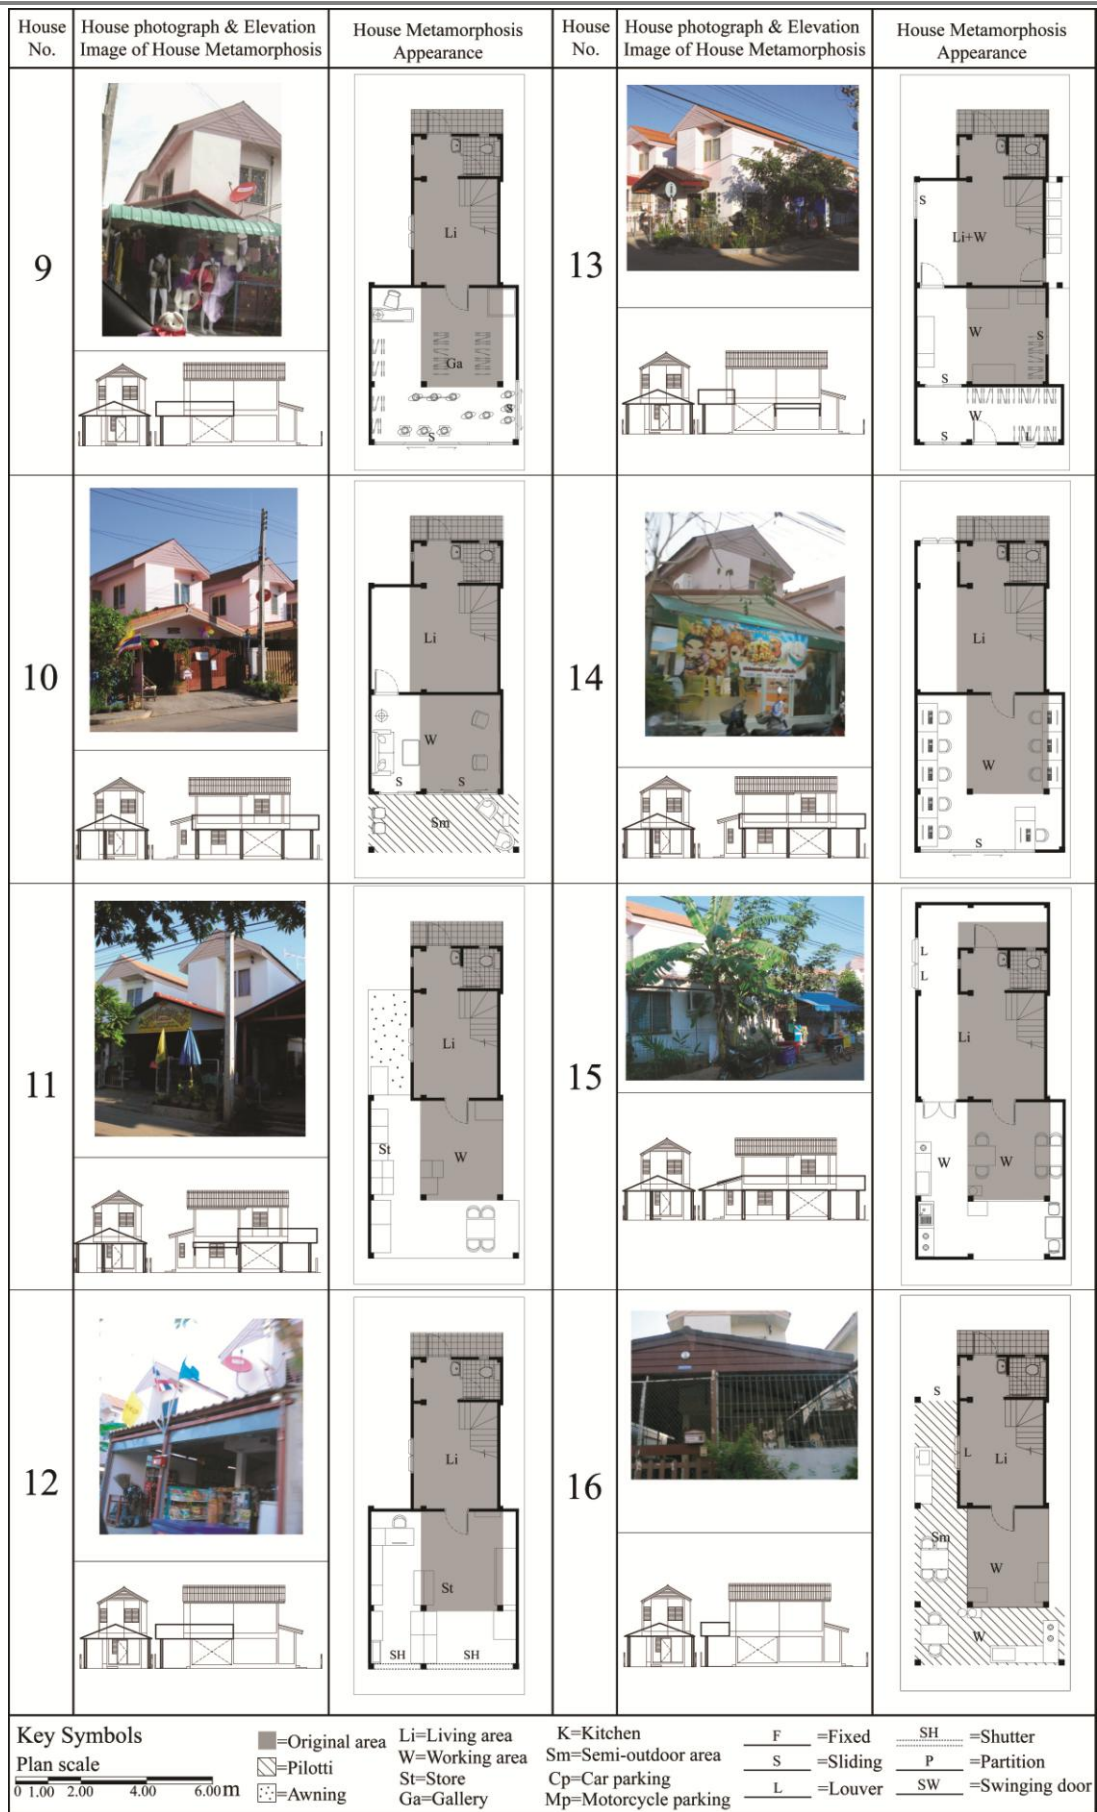 House No.
House photograph & Elevation Image of House Metamorphosis
House Metamorphosis Appearance
House No.
House photograph & Elevation Image of House Metamorphosis
House Metamorphosis Appearance
9
Li
Ga
S
S
13
S
Li+W
W
S
S
W
S
L
10
Li
W
S
S
Sm
14
Li
W
S
11
Li
St
W
15
L
L
Li
W
W
12
Li
St
SH
SH
16
S
L
Li
Sm
W
W
Key Symbols
Plan scale
0 1.00 2.00 4.00 6.00 m
=Original area
=Pilotti
=Awning
Li=Living area
W=Working area
St=Store
Ga=Gallery
K=Kitchen
Sm=Semi-outdoor area
Cp=Car parking
Mp=Motorcycle parking
F =Fixed
S =Sliding
L =Louver
SH =Shutter
P =Partition
SW =Swinging door